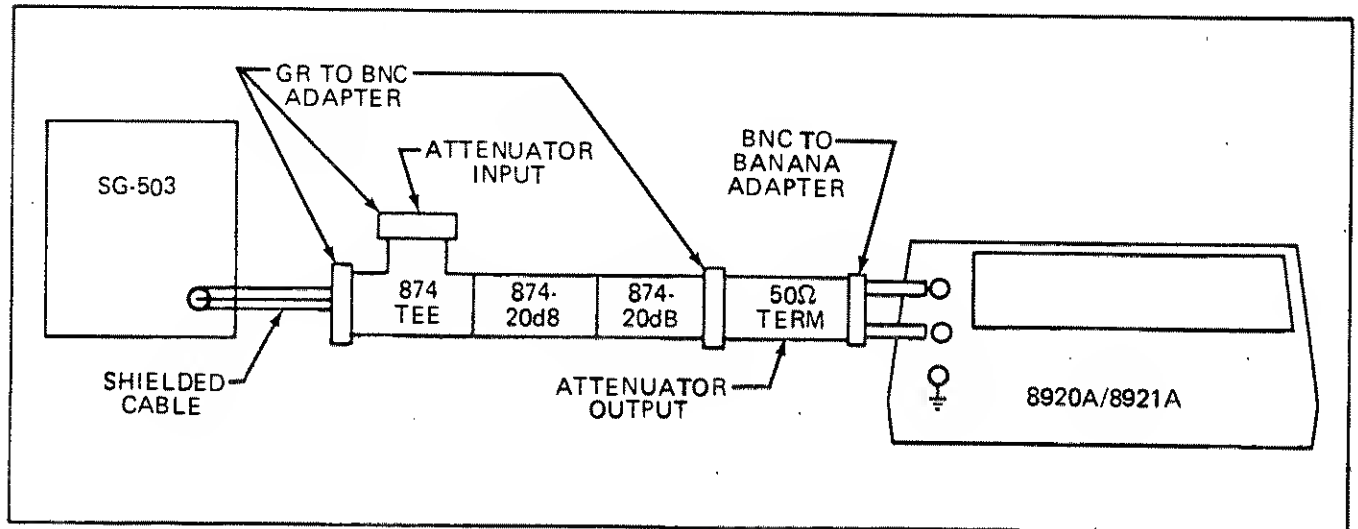 GR TO BNC
ADAPTER
SG-503
ATTENUATOR
INPUT
BNC TO
BANANA
ADAPTER
874
TEE
874-
20dB
874-
20dB
50Ω
TERM
SHIELDED
CABLE
ATTENUATOR
OUTPUT
8920A/8921A